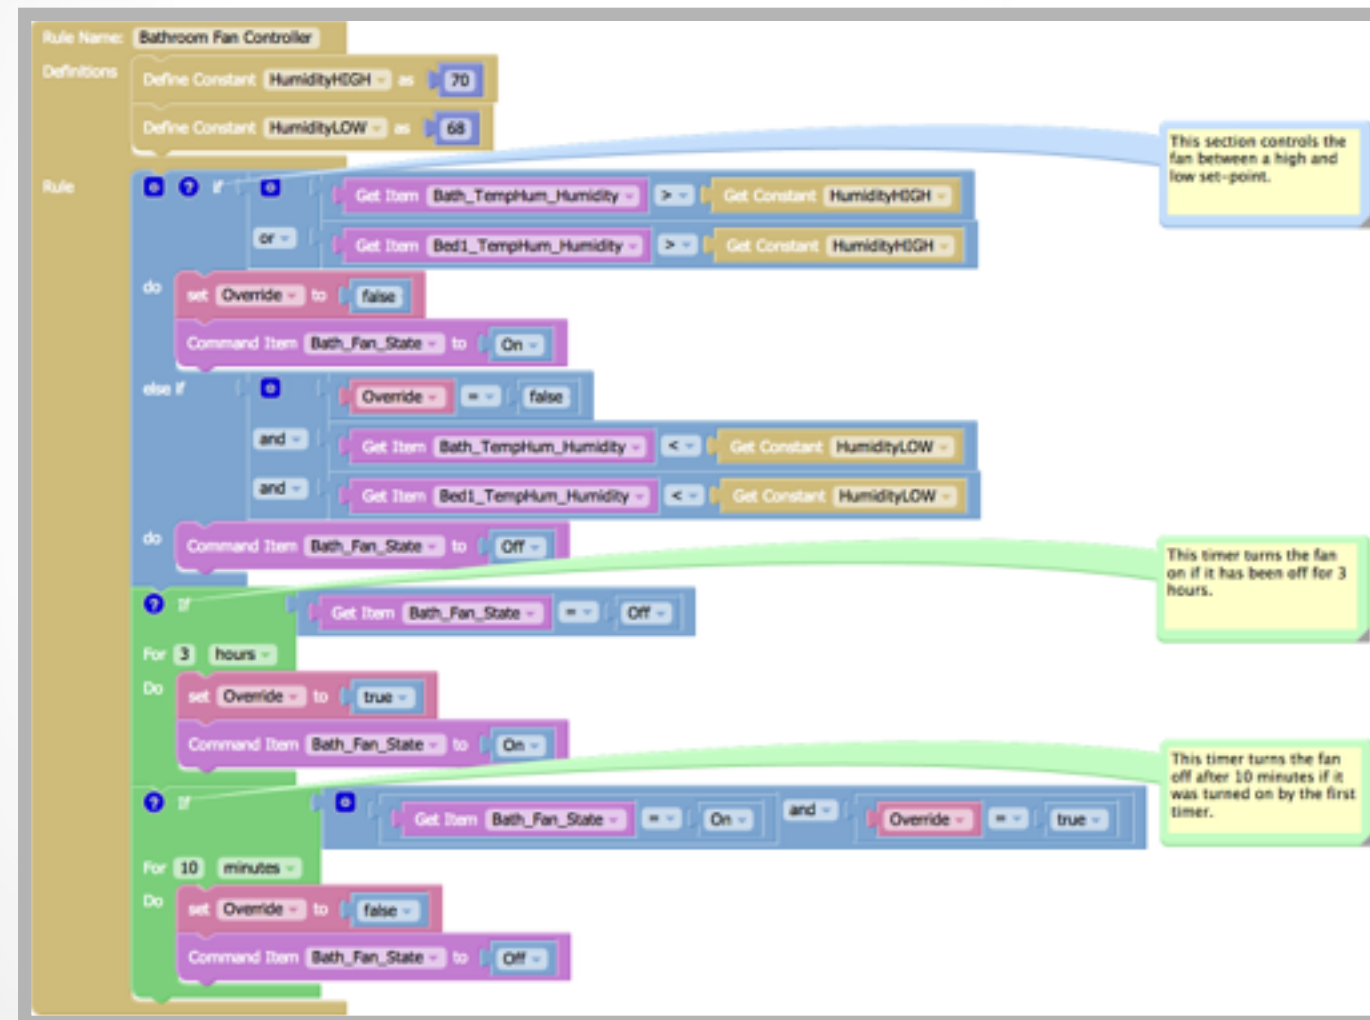 Rule Name: Bathroom Fan Controller
Definitions
Define Constant HumidityHIGH as 70
Define Constant HumidityLOW as 68
This section controls the
fan between a high and
low set-point.
Rule
? if Get Item Bath_TempHum_Humidity > Get Constant HumidityHIGH
or Get Item Bed1_TempHum_Humidity > Get Constant HumidityHIGH
do set Override to false
Command Item Bath_Fan_State to On
else if Override = false
and Get Item Bath_TempHum_Humidity < Get Constant HumidityLOW
and Get Item Bed1_TempHum_Humidity < Get Constant HumidityLOW
do Command Item Bath_Fan_State to Off
This timer turns the fan
on if it has been off for 3
hours.
? If Get Item Bath_Fan_State = Off
For 3 hours
Do set Override to true
Command Item Bath_Fan_State to On
This timer turns the fan
off after 10 minutes if it
was turned on by the first
timer.
? If Get Item Bath_Fan_State = On and Override = true
For 10 minutes
Do set Override to false
Command Item Bath_Fan_State to Off